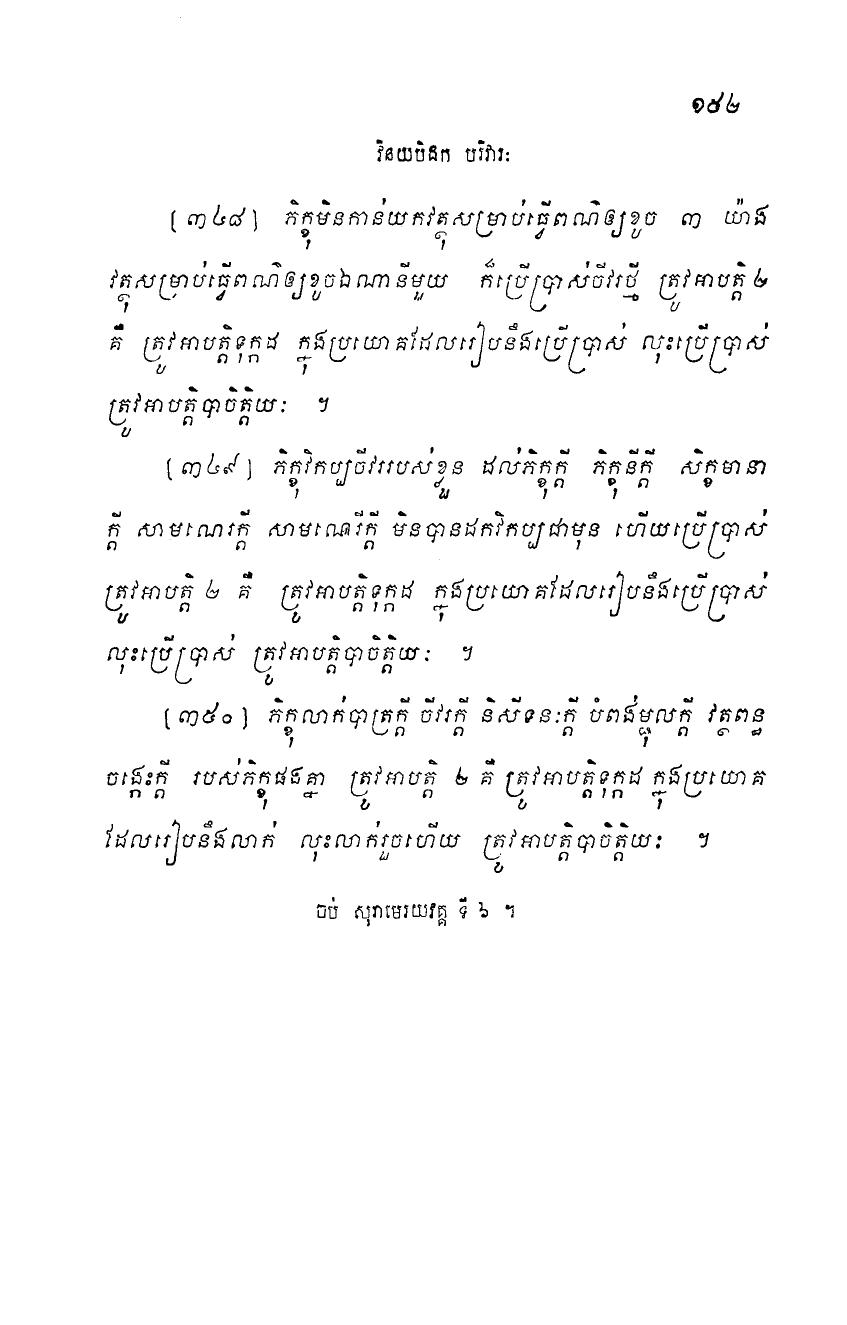 ១៥២
វិនយបិដក បរិវារៈ
[៣៤៨] ភិក្ខុមិនកាន់យកវត្ថុសម្រាប់ធ្វើពណ៌ឲ្យខូច ៣ យ៉ាង
វត្ថុសម្រាប់ធ្វើពណ៌ឲ្យខូចឯណានីមួយ ក៏ប្រើប្រាស់ចីវរថ្មី ត្រូវអាបត្តិ ២
គឺ ត្រូវអាបត្តិទុក្កដ ក្នុងប្រយោគដែលរៀបនឹងប្រើប្រាស់ លុះប្រើប្រាស់
ត្រូវអាបត្តិបាចិត្តិយៈ ។
[៣៤៩] ភិក្ខុវិកប្បចីវររបស់ខ្លួន ដល់ភិក្ខុក្តី ភិក្ខុនីក្តី សិក្ខមានា
ក្តី សាមណេរក្តី សាមណេរីក្តី មិនបានដកវិកប្បជាមុន ហើយប្រើប្រាស់
ត្រូវអាបត្តិ ២ គឺ ត្រូវអាបត្តិទុក្កដ ក្នុងប្រយោគដែលរៀបនឹងប្រើប្រាស់
លុះប្រើប្រាស់ ត្រូវអាបត្តិបាចិត្តិយៈ ។
[៣៥០] ភិក្ខុលាក់បាត្រក្តី ចីវរក្តី និសីទនៈក្តី បំពង់ម្ជុលក្តី វត្ថពន្ធ
ចង្កេះក្តី របស់ភិក្ខុផងគ្នា ត្រូវអាបត្តិ ២ គឺ ត្រូវអាបត្តិទុក្កដ ក្នុងប្រយោគ
ដែលរៀបនឹងលាក់ លុះលាក់រួចហើយ ត្រូវអាបត្តិបាចិត្តិយៈ ។
ចប់ សុរាមេរយវគ្គ ទី ៦ ។